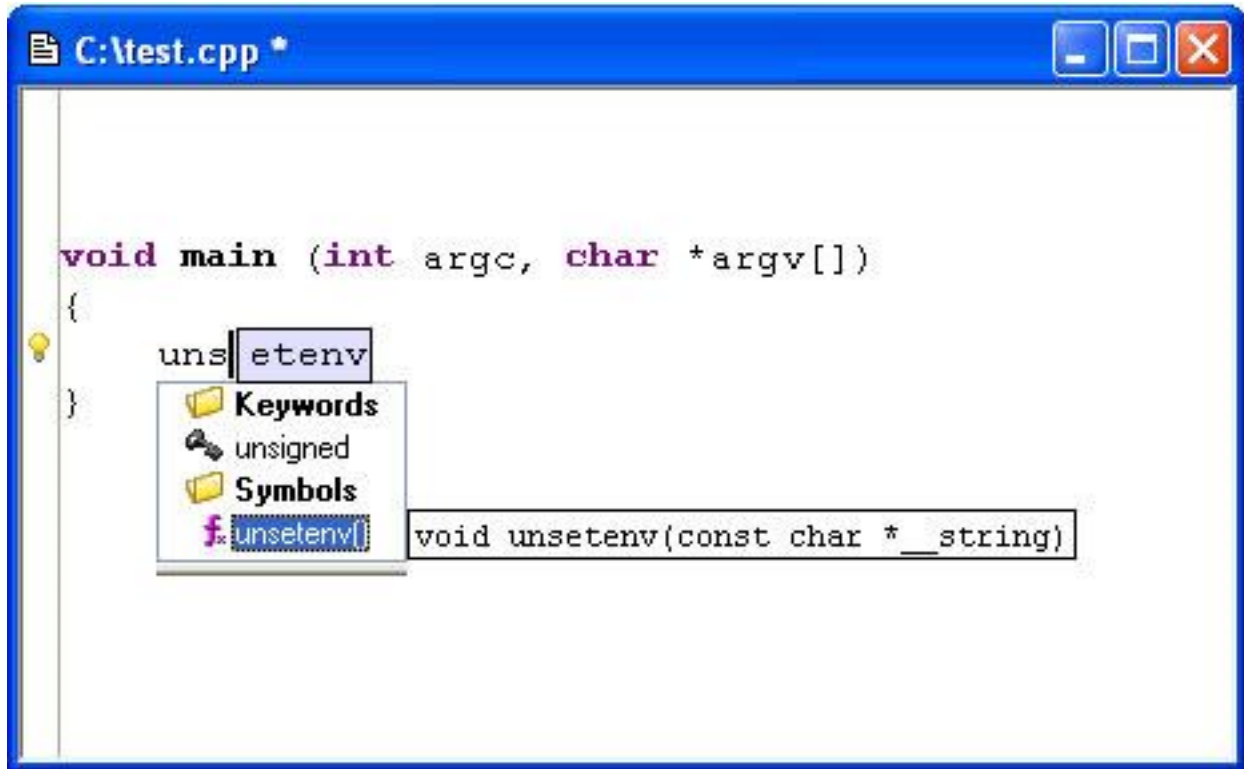 C:\test.cpp *
void main (int argc, char *argv[])
{
uns etenv
}
Keywords
unsigned
Symbols
unsetenv()
void unsetenv(const char *__string)